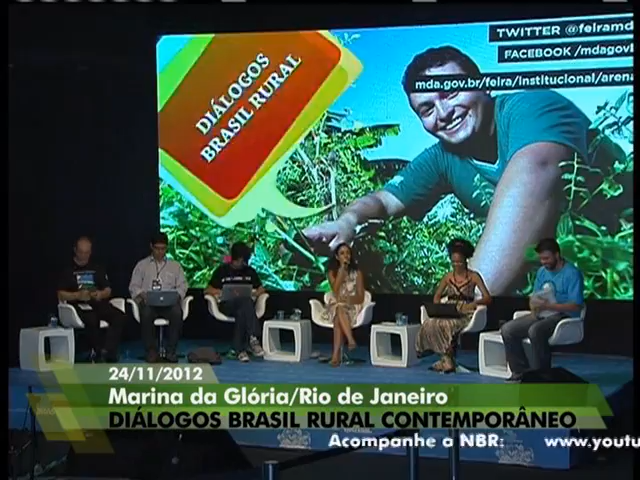 TWITTER @feiramd
FACEBOOK /mdagovi
mda.gov.br/feira/institucional/arena
DIÁLOGOS
BRASIL RURAL
24/11/2012
Marina da Glória/Rio de Janeiro
DIÁLOGOS BRASIL RURAL CONTEMPORÂNEO
Acompanhe a NBR: www.youtu